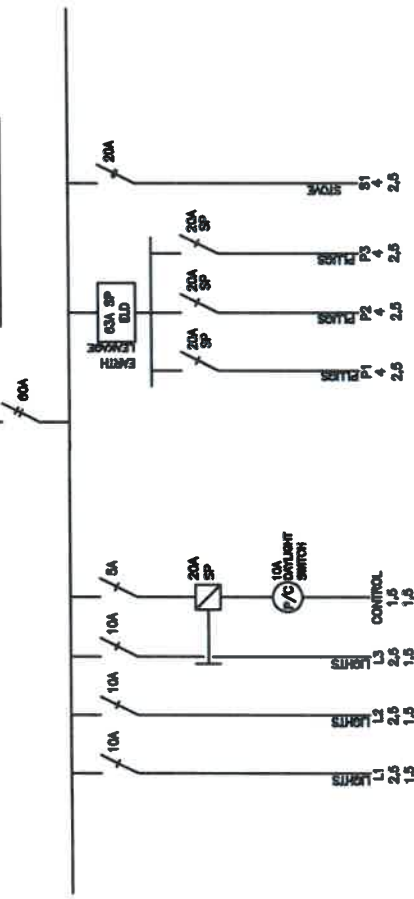 60A
10A
10A
10A
5A
20A
SP
P/C
10A
DAYLIGHT
SWITCH
LIGHTS
L1
2,5
1,5
LIGHTS
L2
2,5
1,5
LIGHTS
L3
2,5
1,5
CONTROL
1,5
1,5
EARTH
LEAKAGE
63A SP
ELD
20A
SP
20A
SP
20A
SP
20A
PLUGS
P1
4
2,5
PLUGS
P2
4
2,5
PLUGS
P3
4
2,5
STOVE
S1
4
2,5